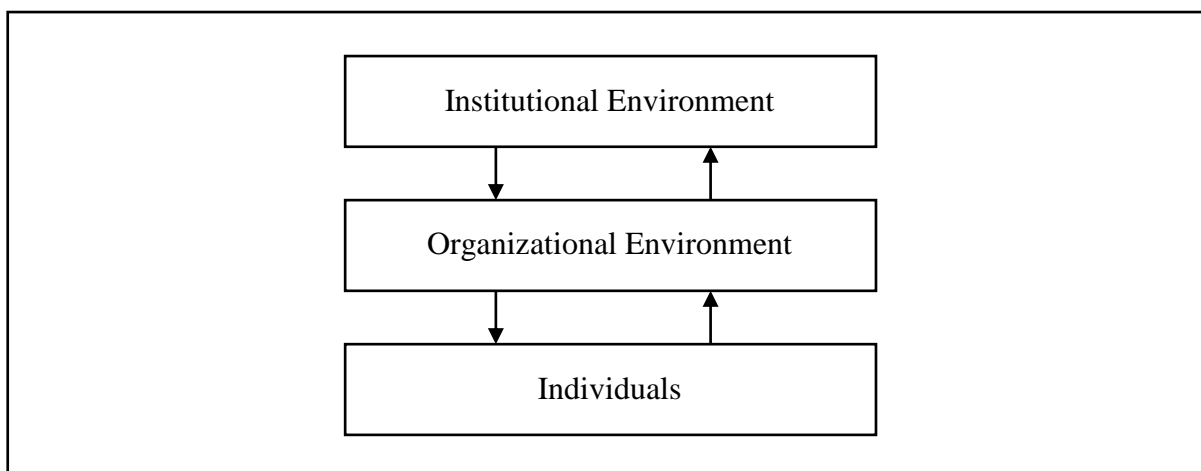 Institutional Environment
Organizational Environment
Individuals